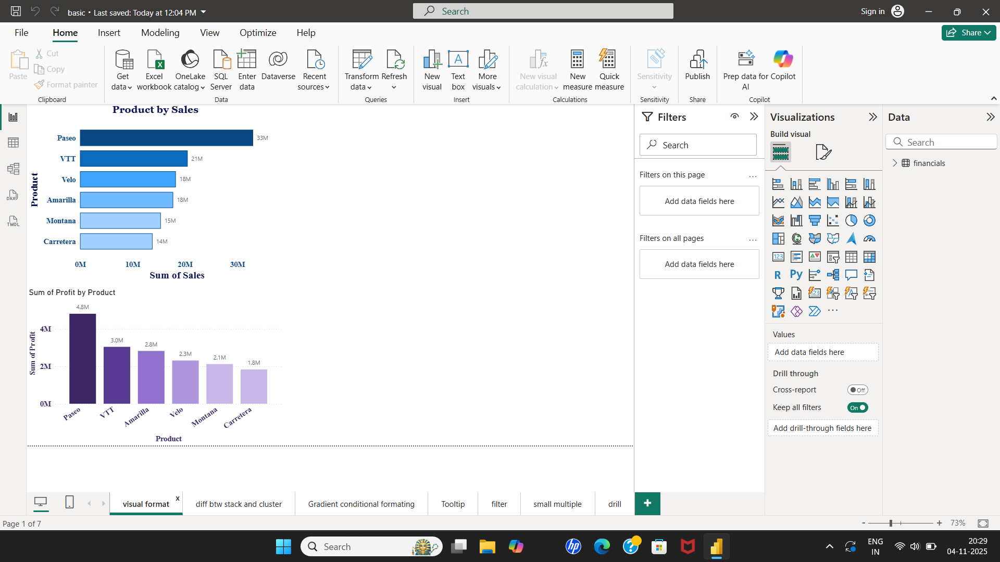 basic • Last saved: Today at 12:04 PM
Search
Sign in
File
Home
Insert
Modeling
View
Optimize
Help
Share
Paste
Cut
Copy
Format painter
Clipboard
Get data
Excel workbook
OneLake catalog
SQL Server
Enter data
Dataverse
Recent sources
Data
Transform data
Refresh
Queries
New visual
Text box
More visuals
Insert
New visual calculation
New measure
Quick measure
Calculations
Sensitivity
Sensitivity
Publish
Share
Prep data for AI
Copilot
Copilot
DAX
TMDL
Product by Sales
Product
Paseo
33M
VTT
21M
Velo
18M
Amarilla
18M
Montana
15M
Carretera
14M
0M
10M
20M
30M
Sum of Sales
Sum of Profit by Product
Sum of Profit
4M
2M
0M
4.8M
3.0M
2.8M
2.3M
2.1M
1.8M
Paseo
VTT
Amarilla
Velo
Montana
Carretera
Product
Filters
Search
Filters on this page
...
Add data fields here
Filters on all pages
...
Add data fields here
Visualizations
Build visual
123
R
Py
123
...
Values
Add data fields here
Drill through
Cross-report
Off
Keep all filters
On
Add drill-through fields here
Data
Search
financials
visual format
x
diff btw stack and cluster
Gradient conditional formating
Tooltip
filter
small multiple
drill
+
Page 1 of 7
-
+
73%
Search
hp
?
ENG
IN
20:29
04-11-2025